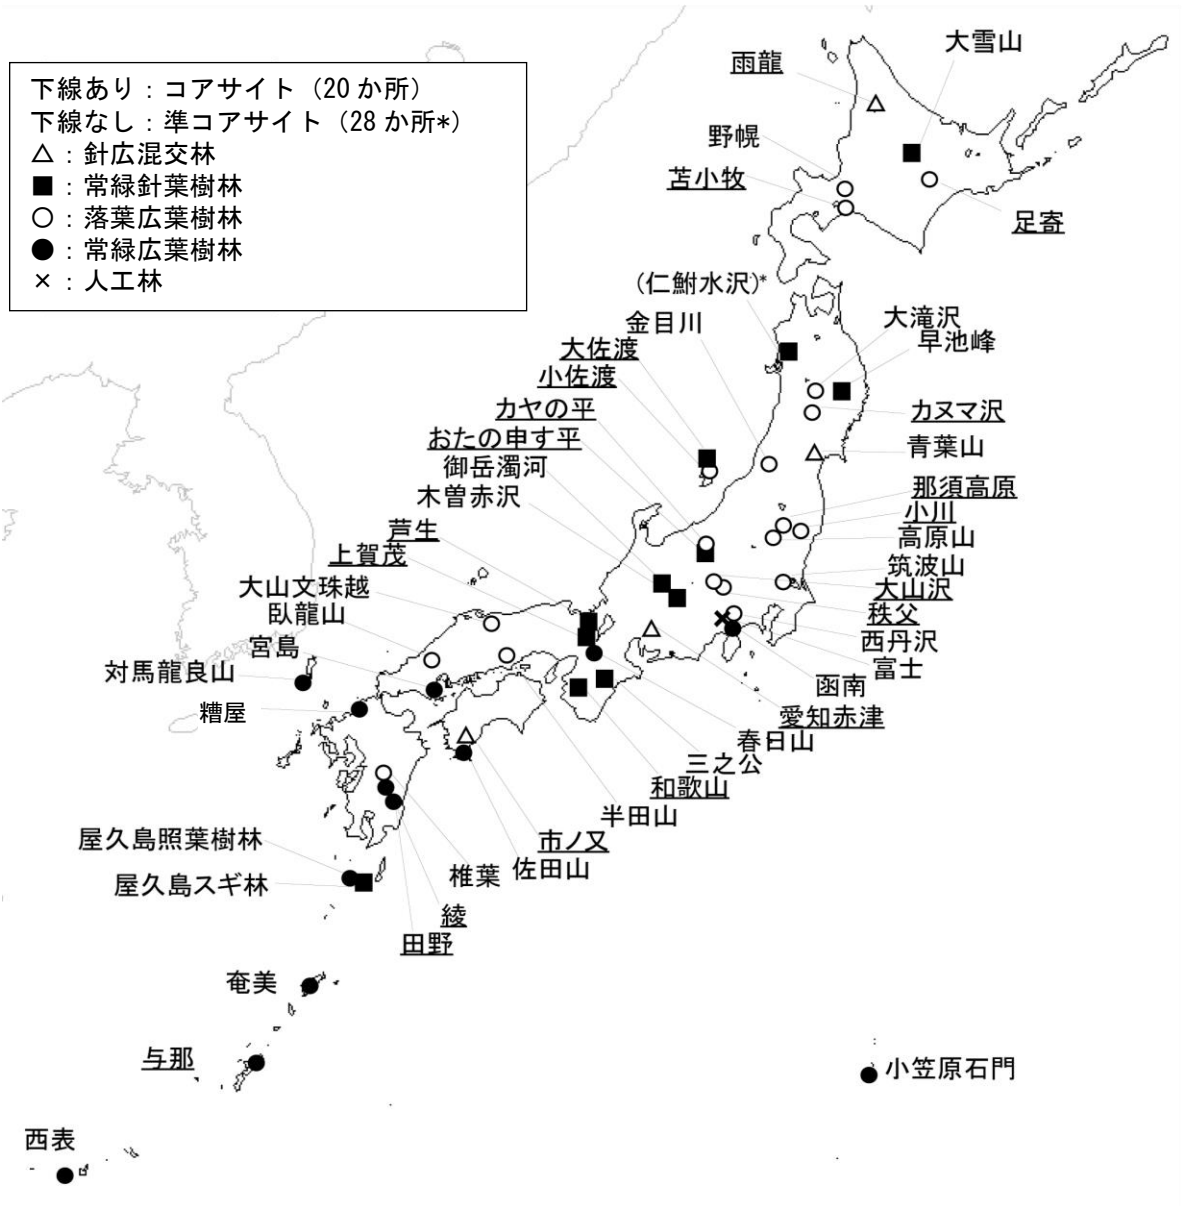 下線あり：コアサイト（20か所）
下線なし：準コアサイト（28か所*）
△：針広混交林
■：常緑針葉樹林
○：落葉広葉樹林
●：常緑広葉樹林
×：人工林
大雪山
雨龍
野幌
苫小牧
足寄
(仁鮒水沢)*
金目川
大滝沢
早池峰
大佐渡
小佐渡
カヤの平
カヌマ沢
おたの申す平
青葉山
御岳濁河
木曽赤沢
那須高原
小川
芦生
高原山
上賀茂
筑波山
大山文珠越
大山沢
臥龍山
秩父
宮島
西丹沢
対馬龍良山
富士
函南
糟屋
愛知赤津
春日山
三之公
和歌山
半田山
屋久島照葉樹林
市ノ又
佐田山
椎葉
屋久島スギ林
綾
田野
奄美
与那
小笠原石門
西表